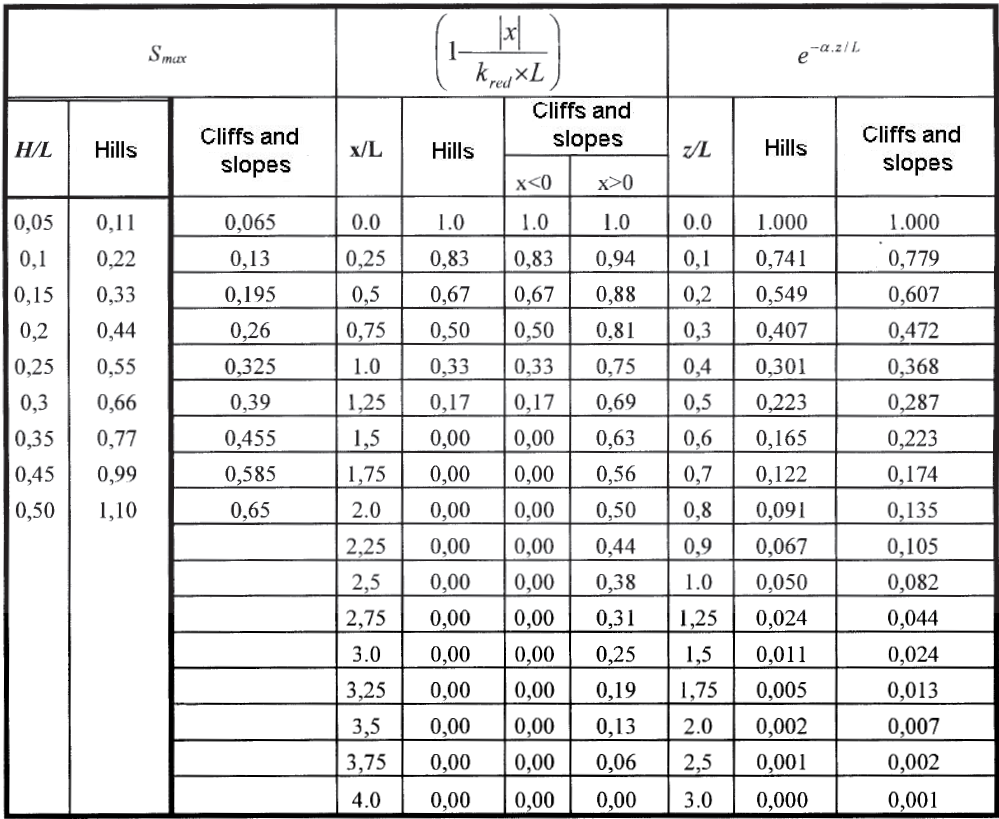 Smax (1-|x|/kred×L) e^-α.z/L
H/L Hills Cliffs and slopes x/L Hills Cliffs and slopes z/L Hills Cliffs and slopes
x<0 x>0
0,05 0,11 0,065 0.0 1.0 1.0 1.0 0.0 1.000 1.000
0,1 0,22 0,13 0,25 0,83 0,83 0,94 0,1 0,741 0,779
0,15 0,33 0,195 0,5 0,67 0,67 0,88 0,2 0,549 0,607
0,2 0,44 0,26 0,75 0,50 0,50 0,81 0,3 0,407 0,472
0,25 0,55 0,325 1.0 0,33 0,33 0,75 0,4 0,301 0,368
0,3 0,66 0,39 1,25 0,17 0,17 0,69 0,5 0,223 0,287
0,35 0,77 0,455 1,5 0,00 0,00 0,63 0,6 0,165 0,223
0,45 0,99 0,585 1,75 0,00 0,00 0,56 0,7 0,122 0,174
0,50 1,10 0,65 2.0 0,00 0,00 0,50 0,8 0,091 0,135
2,25 0,00 0,00 0,44 0,9 0,067 0,105
2,5 0,00 0,00 0,38 1.0 0,050 0,082
2,75 0,00 0,00 0,31 1,25 0,024 0,044
3.0 0,00 0,00 0,25 1,5 0,011 0,024
3,25 0,00 0,00 0,19 1,75 0,005 0,013
3,5 0,00 0,00 0,13 2.0 0,002 0,007
3,75 0,00 0,00 0,06 2,5 0,001 0,002
4.0 0,00 0,00 0,00 3.0 0,000 0,001